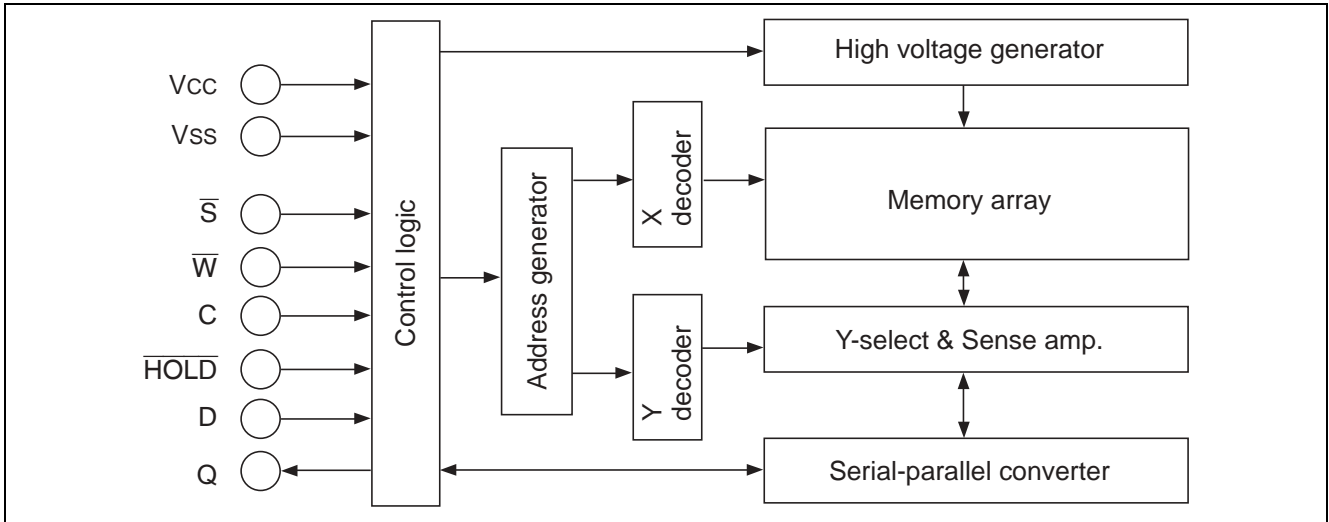 VCC
VSS
S̅
W̅
C
H̅O̅L̅D̅
D
Q
Control logic
Address generator
X
decoder
Y
decoder
High voltage generator
Memory array
Y-select & Sense amp.
Serial-parallel converter